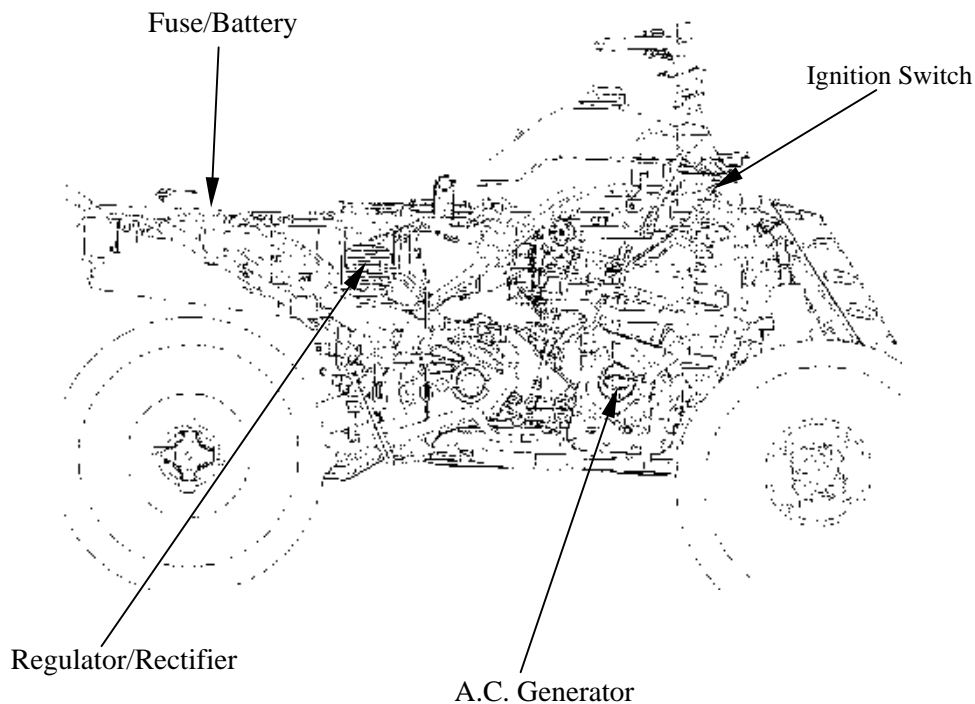 Fuse/Battery
Ignition Switch
Regulator/Rectifier
A.C. Generator